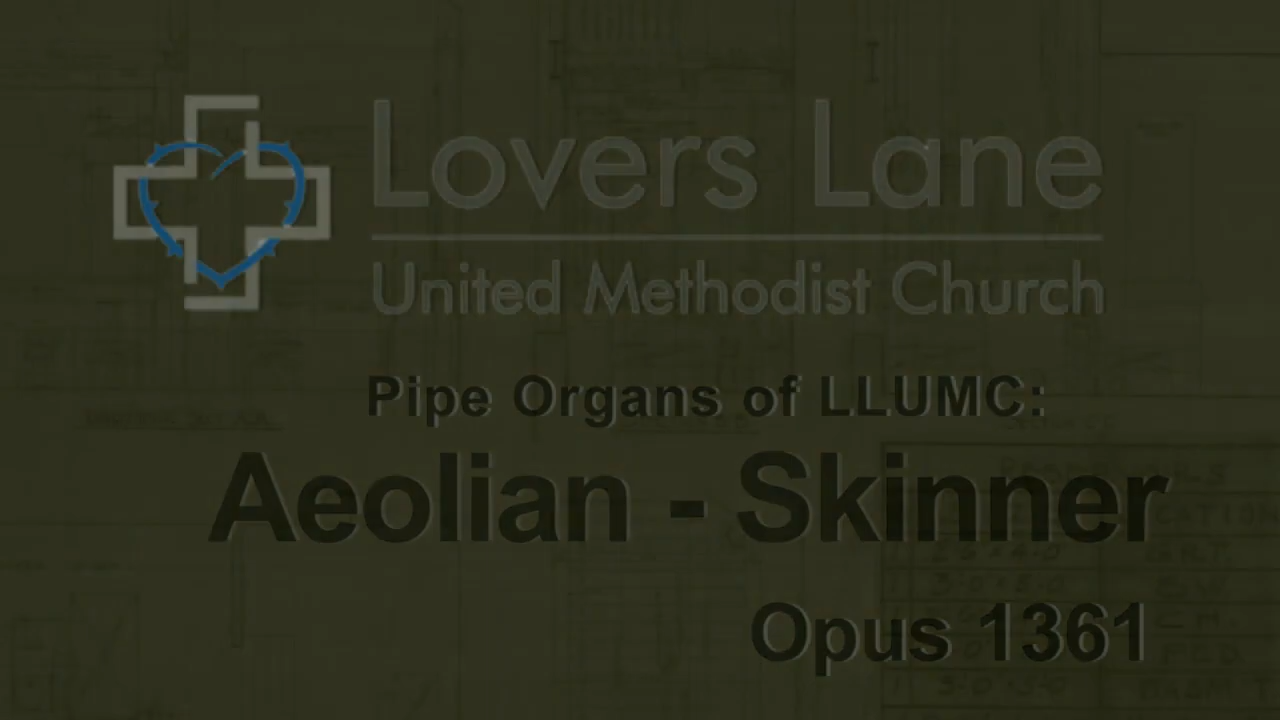 Lovers Lane
United Methodist Church
Pipe Organs of LLUMC:
Aeolian - Skinner
Opus 1361